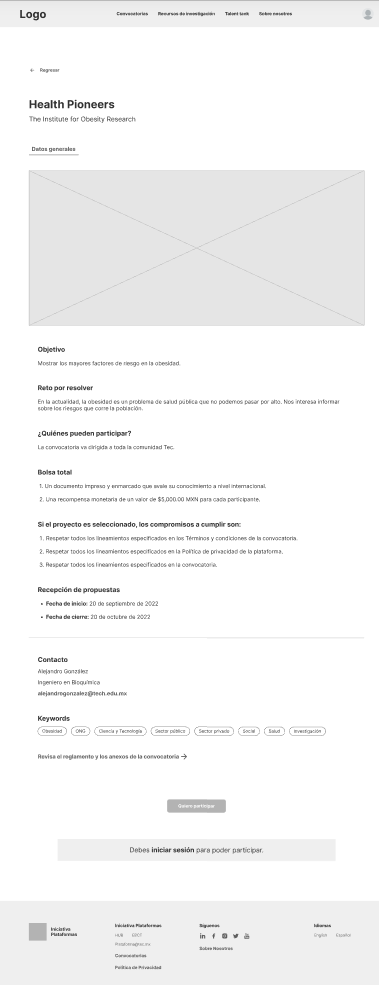 Logo
Convocatorias Recursos de investigación Talent task Sobre nosotros
← Regresar
Health Pioneers
The Institute for Obesity Research
Datos generales
Objetivo
Mostrar los mayores factores de riesgo en la obesidad.
Reto por resolver
En la actualidad, la obesidad es un problema de salud pública que no podemos pasar por alto. Nos interesa informar
sobre los riesgos que corre la población.
¿Quiénes pueden participar?
La convocatoria va dirigida a toda la comunidad Tec.
Bolsa total
1. Un documento impreso y enmarcado que avale su conocimiento a nivel internacional.
2. Una recompensa monetaria de un valor de $5,000.00 MXN para cada participante.
Si el proyecto es seleccionado, los compromisos a cumplir son:
1. Respetar todos los lineamientos especificados en los Términos y condiciones de la convocatoria.
2. Respetar todos los lineamientos especificados en la Política de privacidad de la plataforma.
3. Respetar todos los lineamientos especificados en la convocatoria.
Recepción de propuestas
• Fecha de inicio: 20 de septiembre de 2022
• Fecha de cierre: 20 de octubre de 2022
Contacto
Alejandro González
Ingeniero en Bioquímica
alejandrogonzalez@tech.edu.mx
Keywords
Obesidad ONG Ciencia y Tecnología Sector público Sector privado Social Salud Investigación
Revisa el reglamento y los anexos de la convocatoria →
Quiero participar
Debes iniciar sesión para poder participar.
Iniciativa
Plataformas
Iniciativa Plataformas
HUB
Convocatorias
Política de Privacidad
Síguenos
Sobre Nosotros
Idiomas
English Español